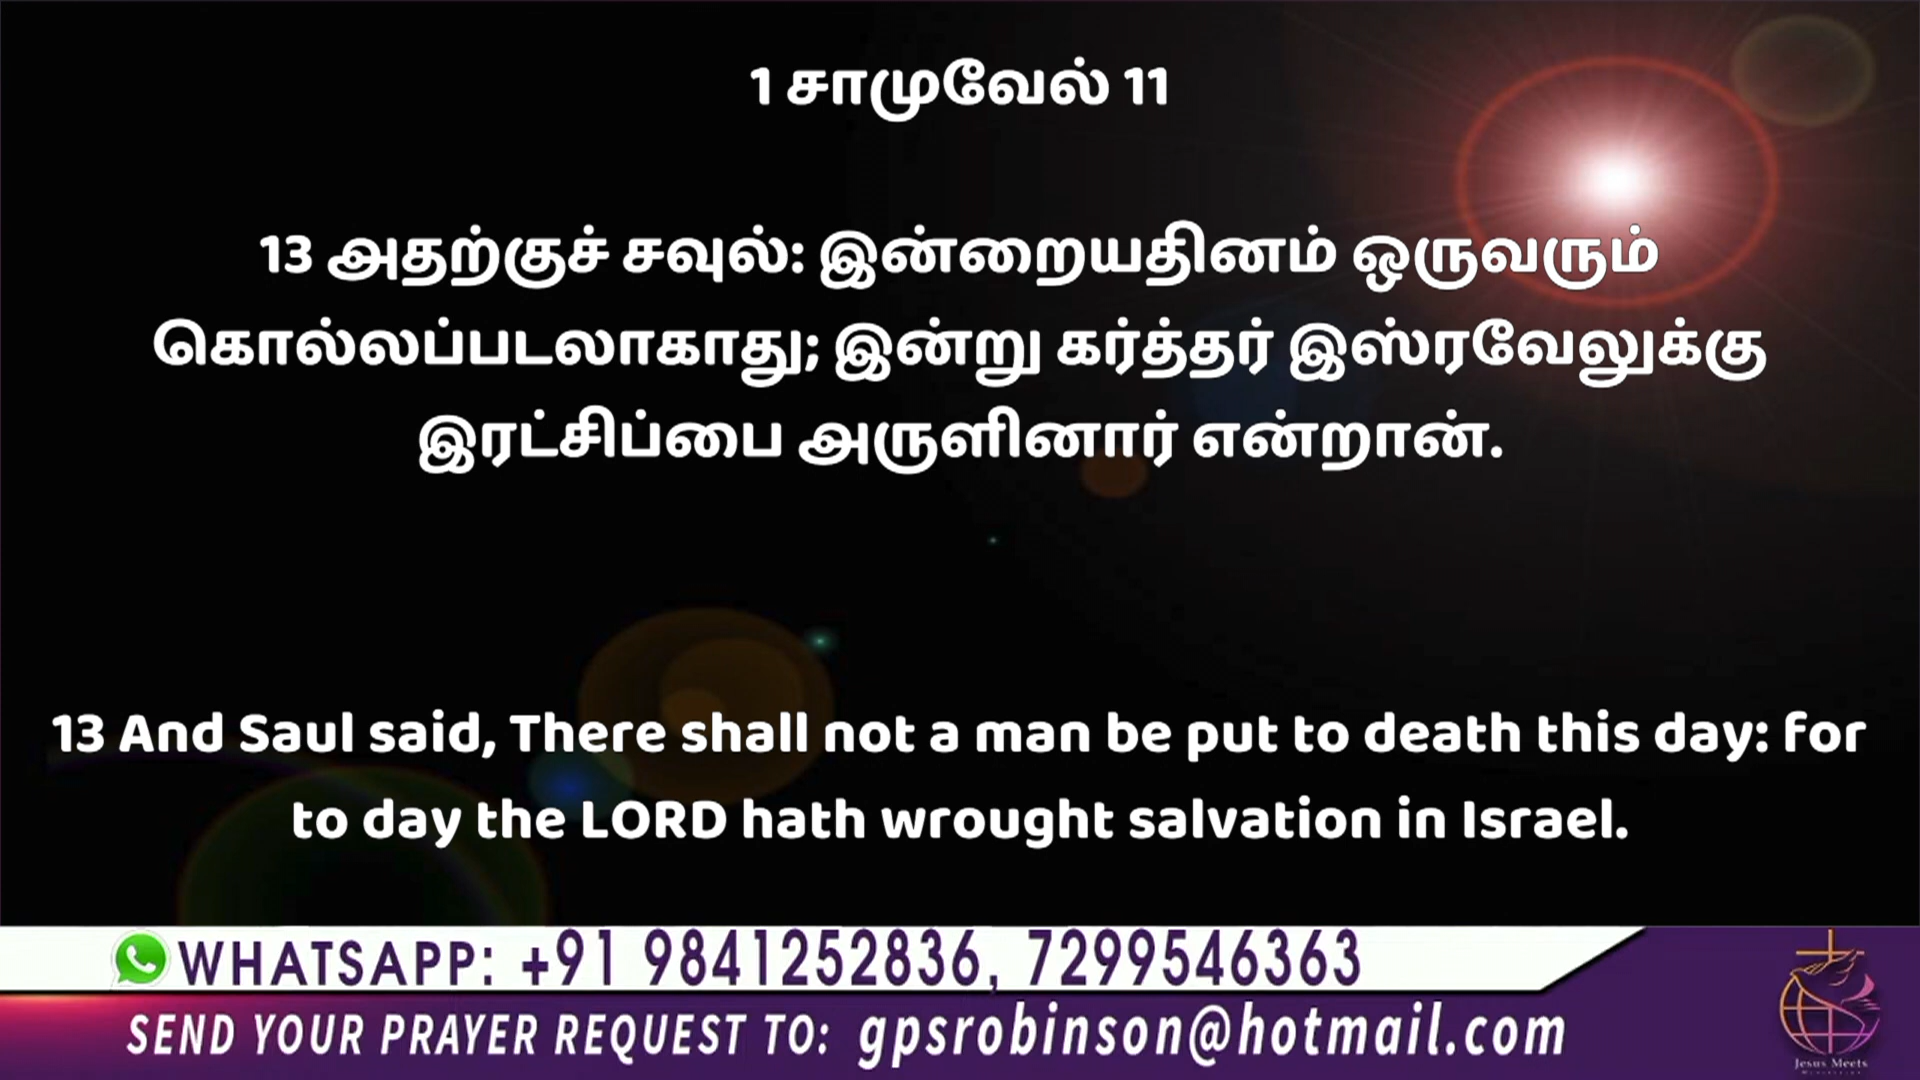 1 சாமுவேல் 11
13 அதற்குச் சவுல்: இன்றையதினம் ஒருவரும்
கொல்லப்படலாகாது; இன்று கர்த்தர் இஸ்ரவேலுக்கு
இரட்சிப்பை அருளினார் என்றான்.
13 And Saul said, There shall not a man be put to death this day: for
to day the LORD hath wrought salvation in Israel.
WHATSAPP: +91 9841252836, 7299546363
SEND YOUR PRAYER REQUEST TO: gpsrobinson@hotmail.com
Jesus Meets